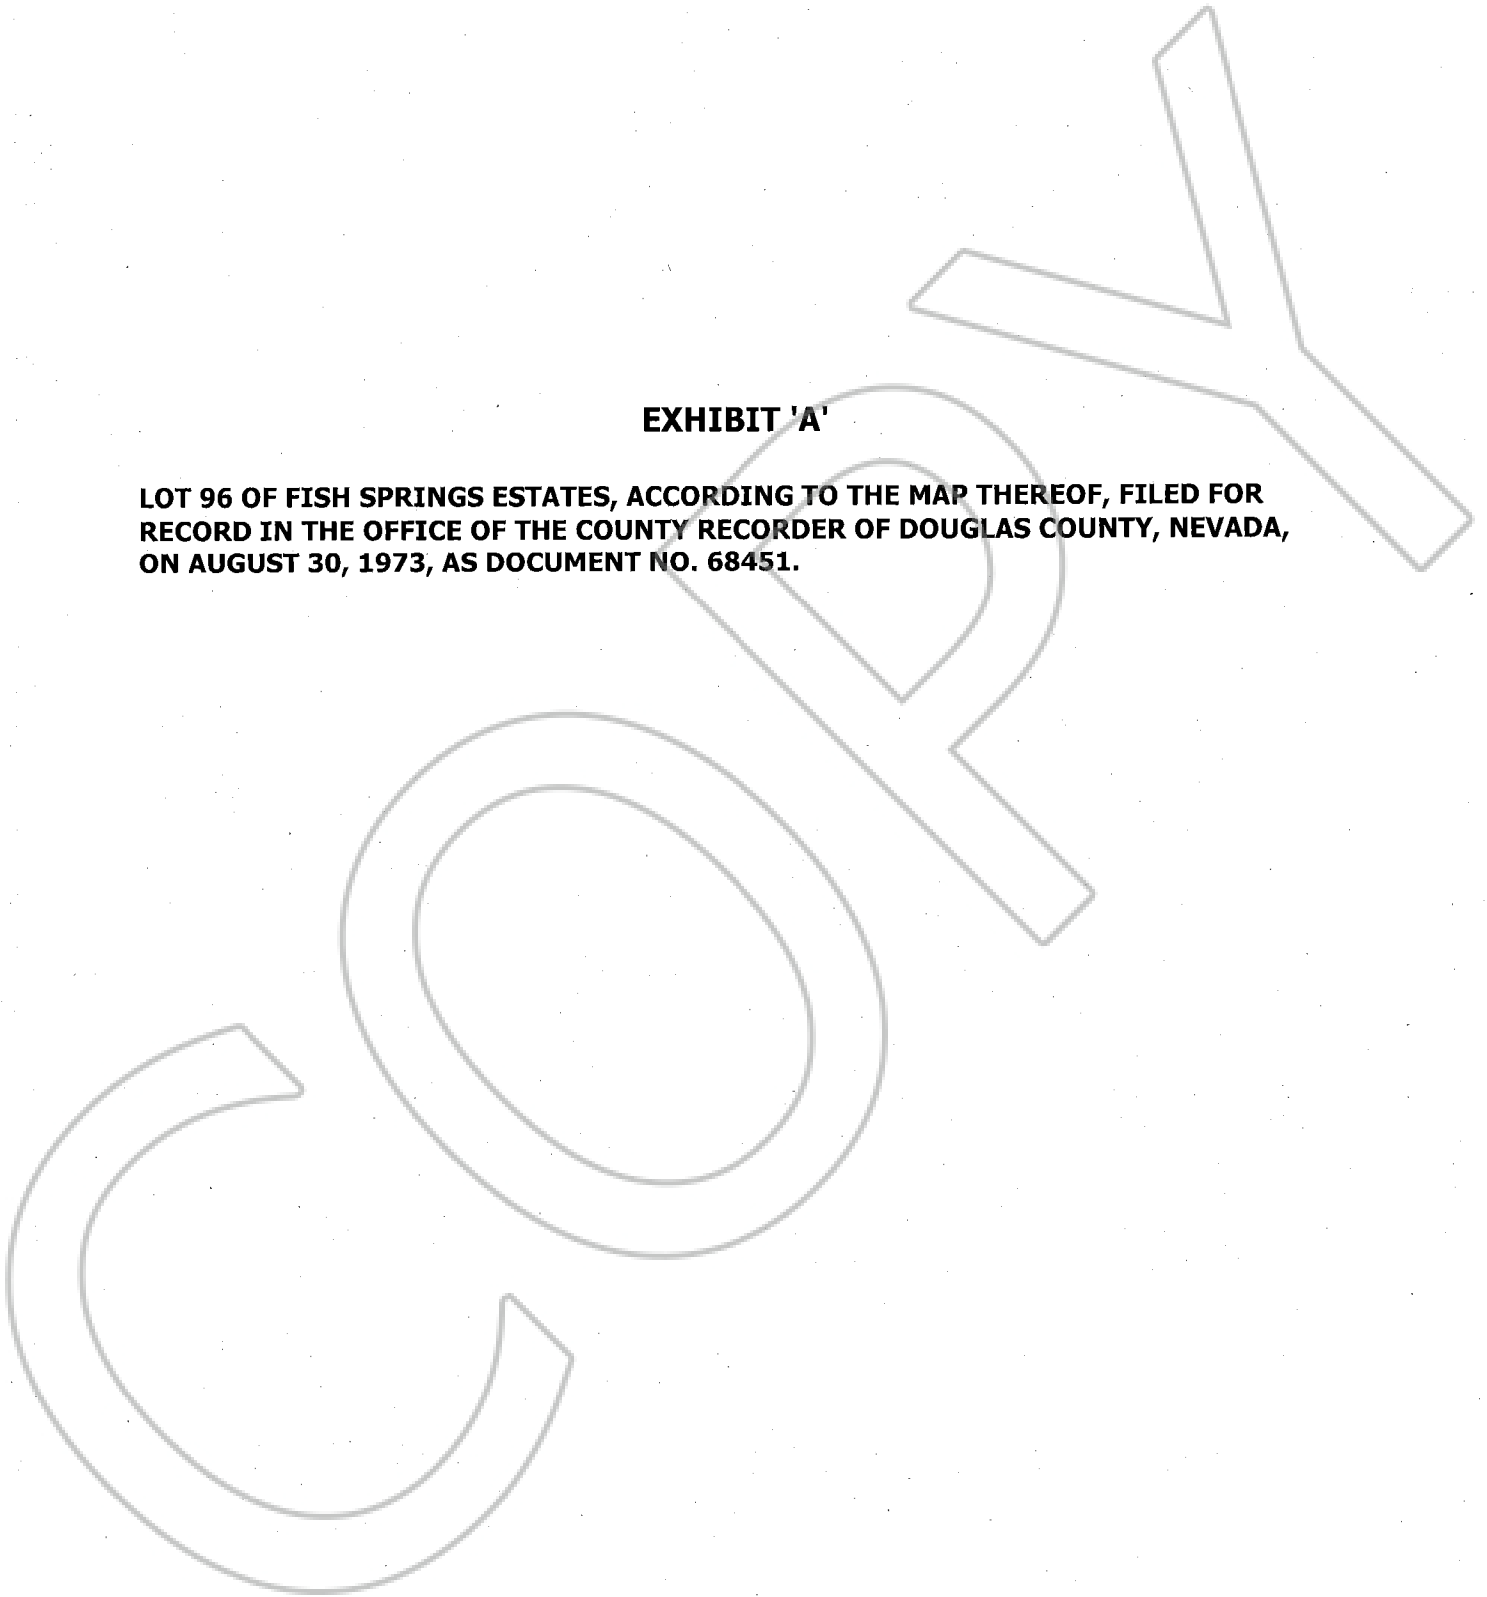 EXHIBIT 'A'
LOT 96 OF FISH SPRINGS ESTATES, ACCORDING TO THE MAP THEREOF, FILED FOR
RECORD IN THE OFFICE OF THE COUNTY RECORDER OF DOUGLAS COUNTY, NEVADA,
ON AUGUST 30, 1973, AS DOCUMENT NO. 68451.
COPY